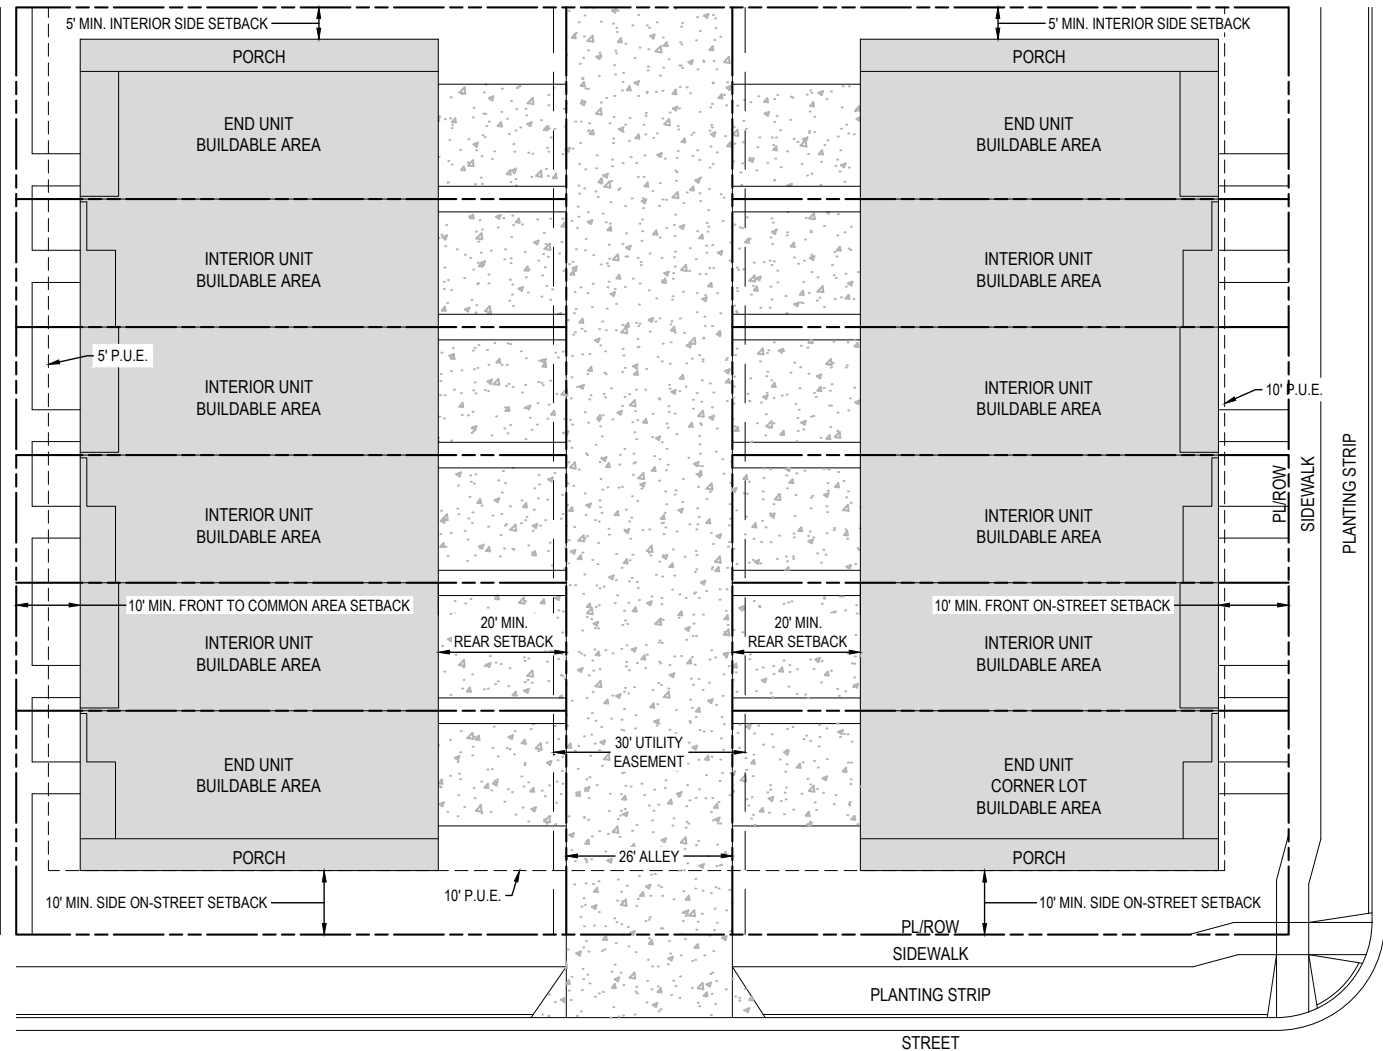 5' MIN. INTERIOR SIDE SETBACK
5' MIN. INTERIOR SIDE SETBACK
PORCH
PORCH
END UNIT
BUILDABLE AREA
END UNIT
BUILDABLE AREA
INTERIOR UNIT
BUILDABLE AREA
INTERIOR UNIT
BUILDABLE AREA
5' P.U.E.
INTERIOR UNIT
BUILDABLE AREA
INTERIOR UNIT
BUILDABLE AREA
10' P.U.E.
INTERIOR UNIT
BUILDABLE AREA
INTERIOR UNIT
BUILDABLE AREA
PL/ROW
SIDEWALK
PLANTING STRIP
10' MIN. FRONT TO COMMON AREA SETBACK
10' MIN. FRONT ON-STREET SETBACK
20' MIN.
REAR SETBACK
20' MIN.
REAR SETBACK
INTERIOR UNIT
BUILDABLE AREA
INTERIOR UNIT
BUILDABLE AREA
30' UTILITY
EASEMENT
END UNIT
BUILDABLE AREA
END UNIT
CORNER LOT
BUILDABLE AREA
PORCH
26' ALLEY
PORCH
10' MIN. SIDE ON-STREET SETBACK
10' P.U.E.
10' MIN. SIDE ON-STREET SETBACK
PL/ROW
SIDEWALK
PLANTING STRIP
STREET